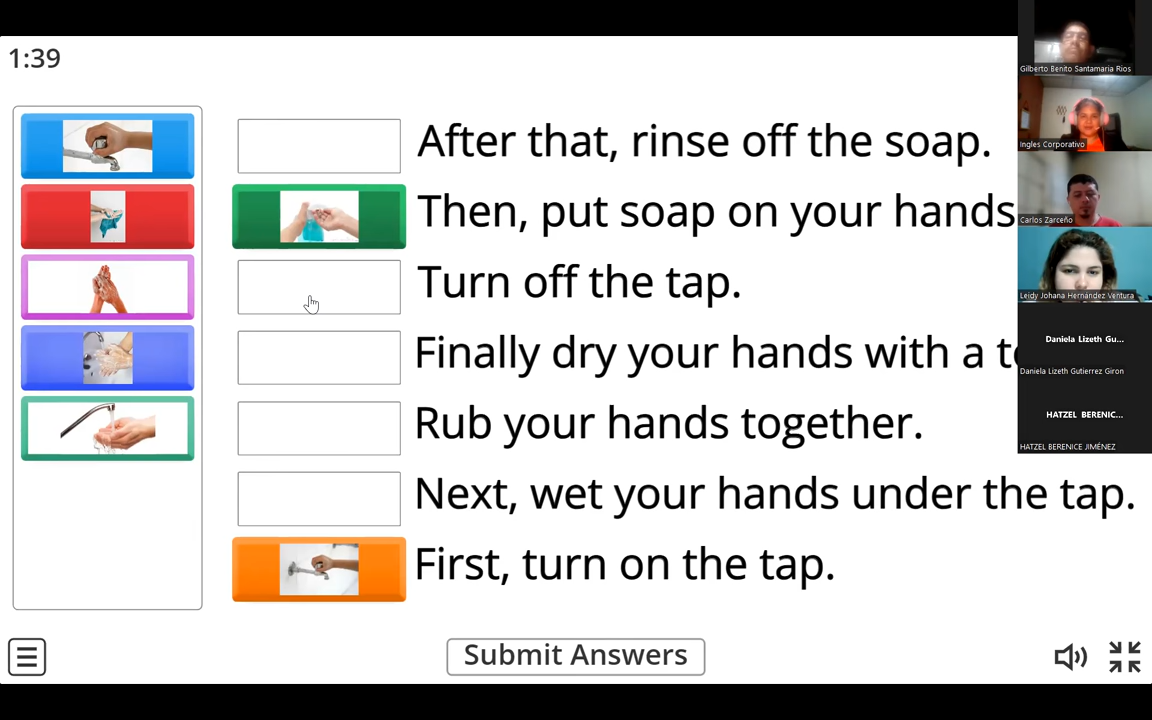 1:39
After that, rinse off the soap.
Then, put soap on your hands
Turn off the tap.
Finally dry your hands with a
Rub your hands together.
Next, wet your hands under the tap.
First, turn on the tap.
Submit Answers
Gilberto Benito Santamaria Rios
Ingles Corporativo
Carlos Zarceño
Leidy Johana Hernández Ventura
Daniela Lizeth Gu...
Daniela Lizeth Gutierrez Giron
HATZEL BERENIC...
HATZEL BERENICE JIMÉNEZ